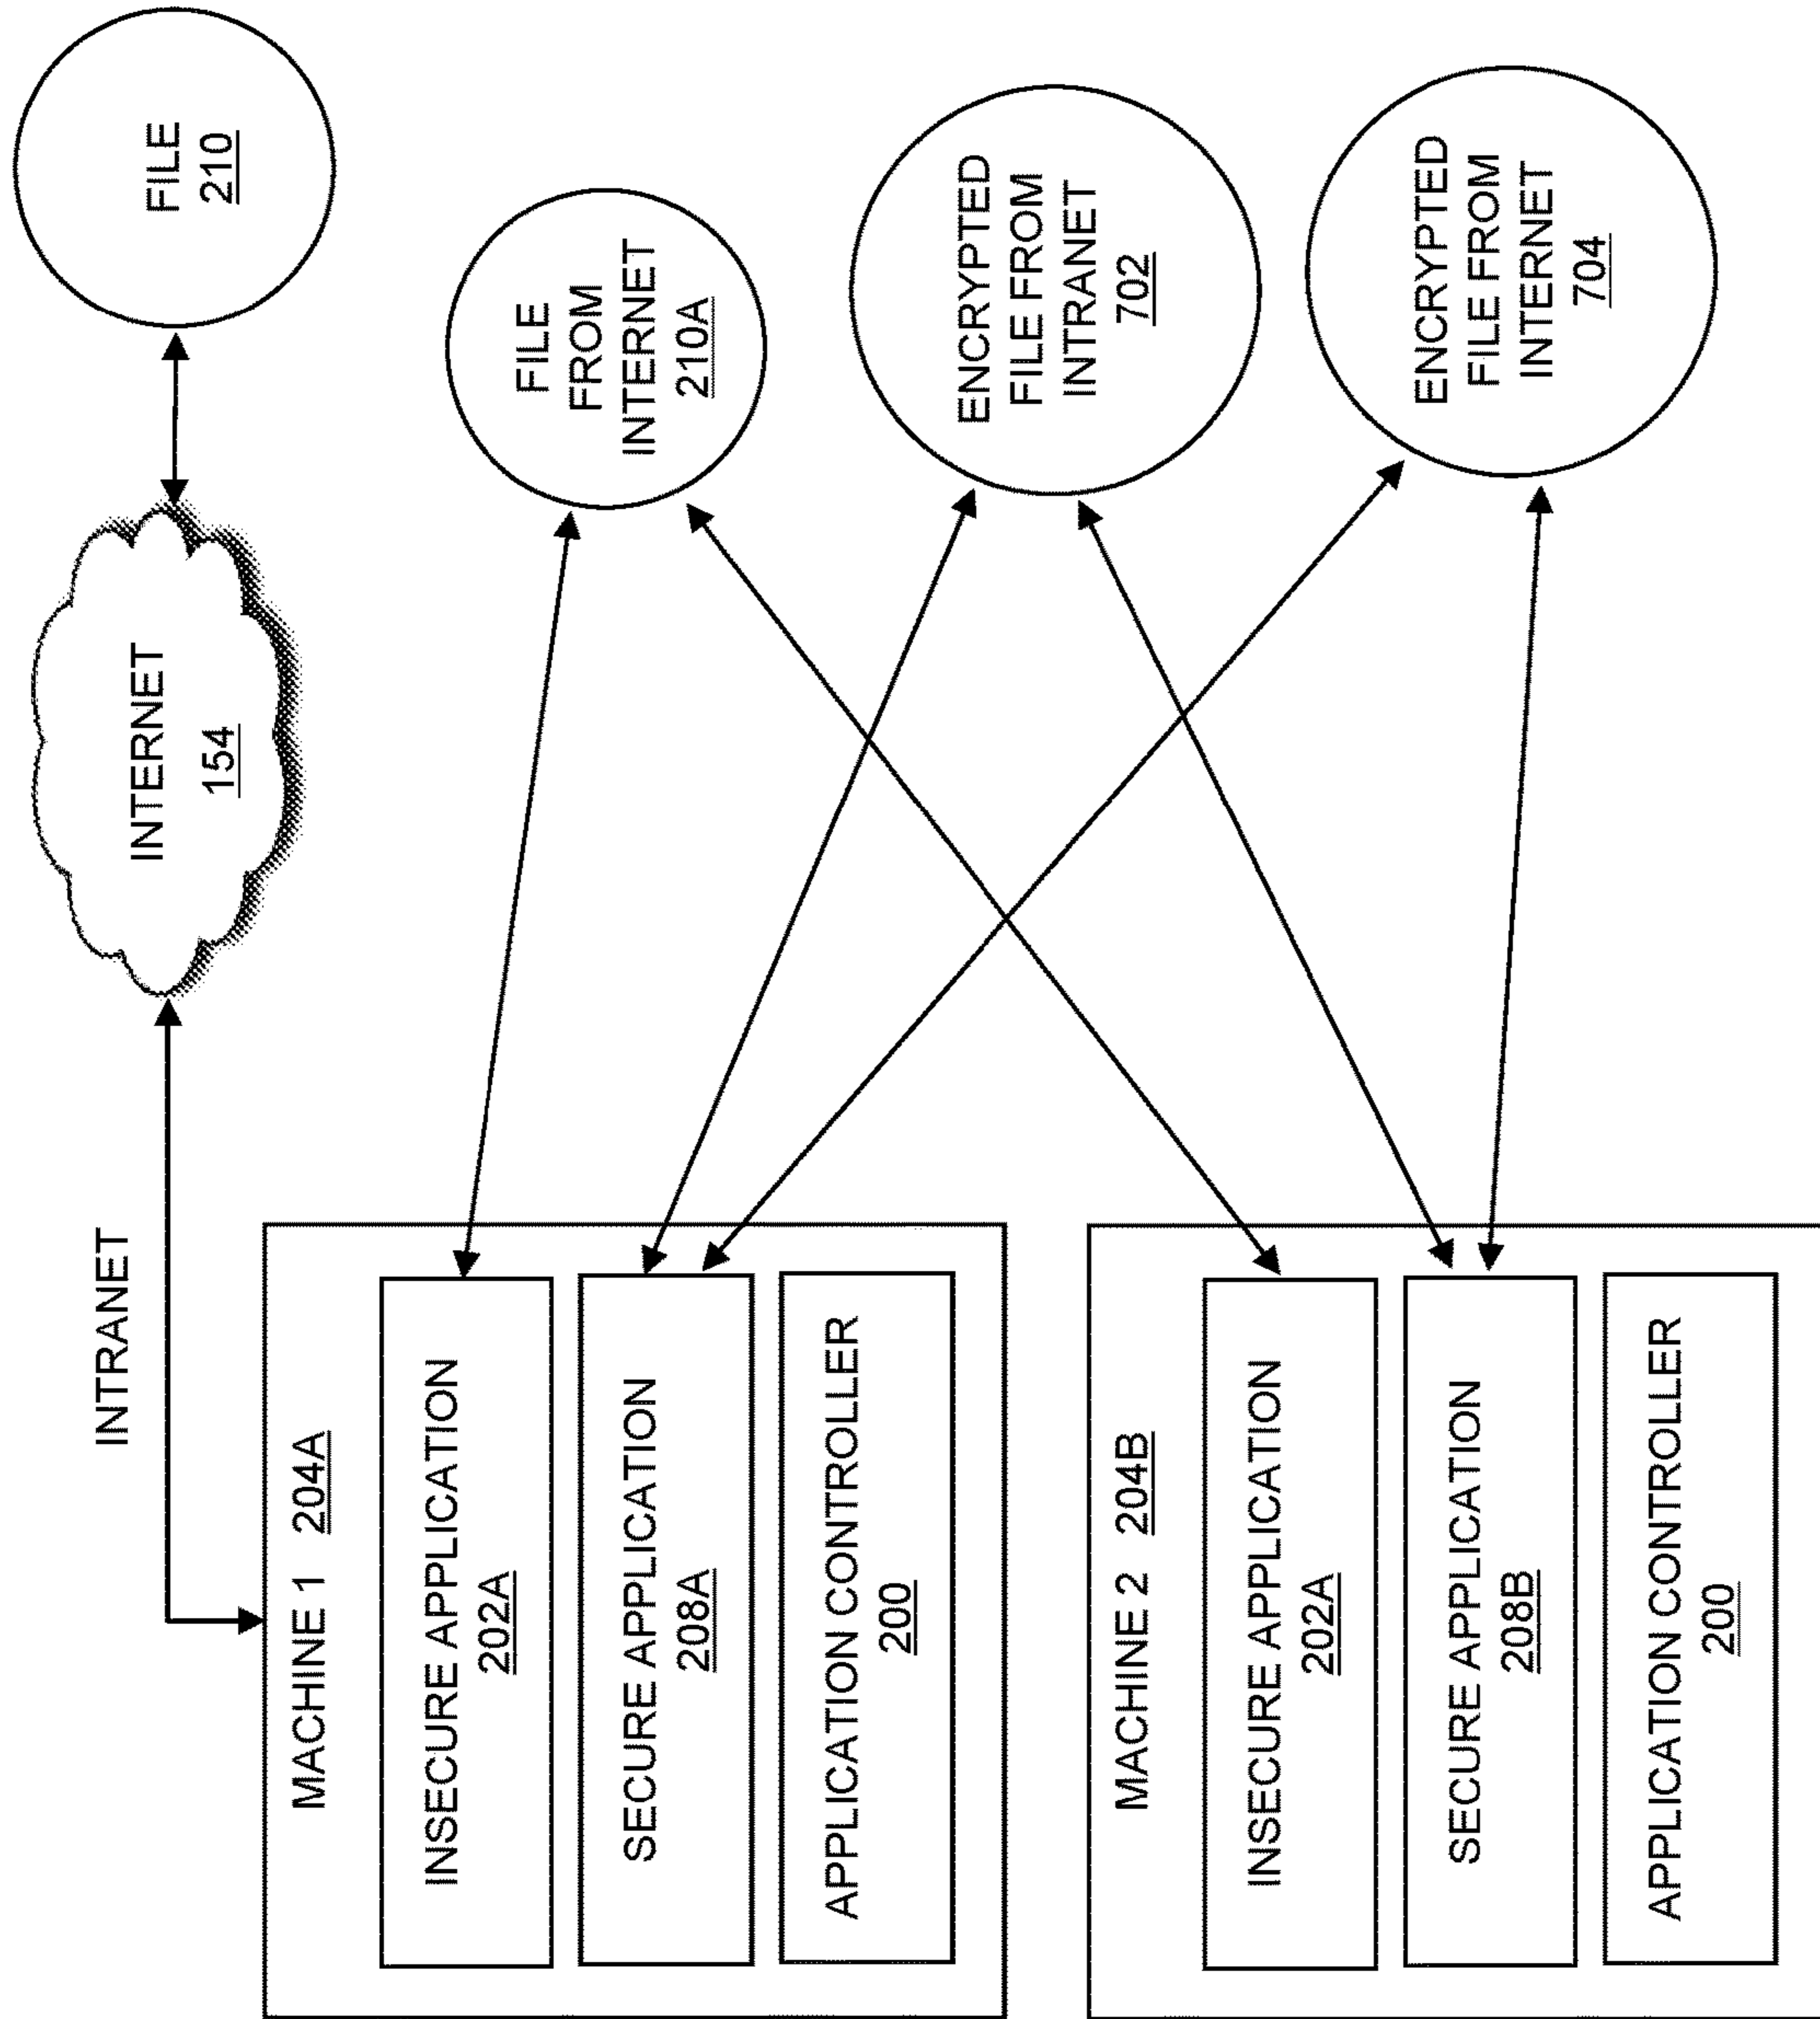 INTRANET
INTERNET
154
FILE
210
MACHINE 1 204A
INSECURE APPLICATION
202A
SECURE APPLICATION
208A
APPLICATION CONTROLLER
200
FILE
FROM
INTERNET
210A
ENCRYPTED
FILE FROM
INTRANET
702
MACHINE 2 204B
INSECURE APPLICATION
202A
SECURE APPLICATION
208B
APPLICATION CONTROLLER
200
ENCRYPTED
FILE FROM
INTERNET
704